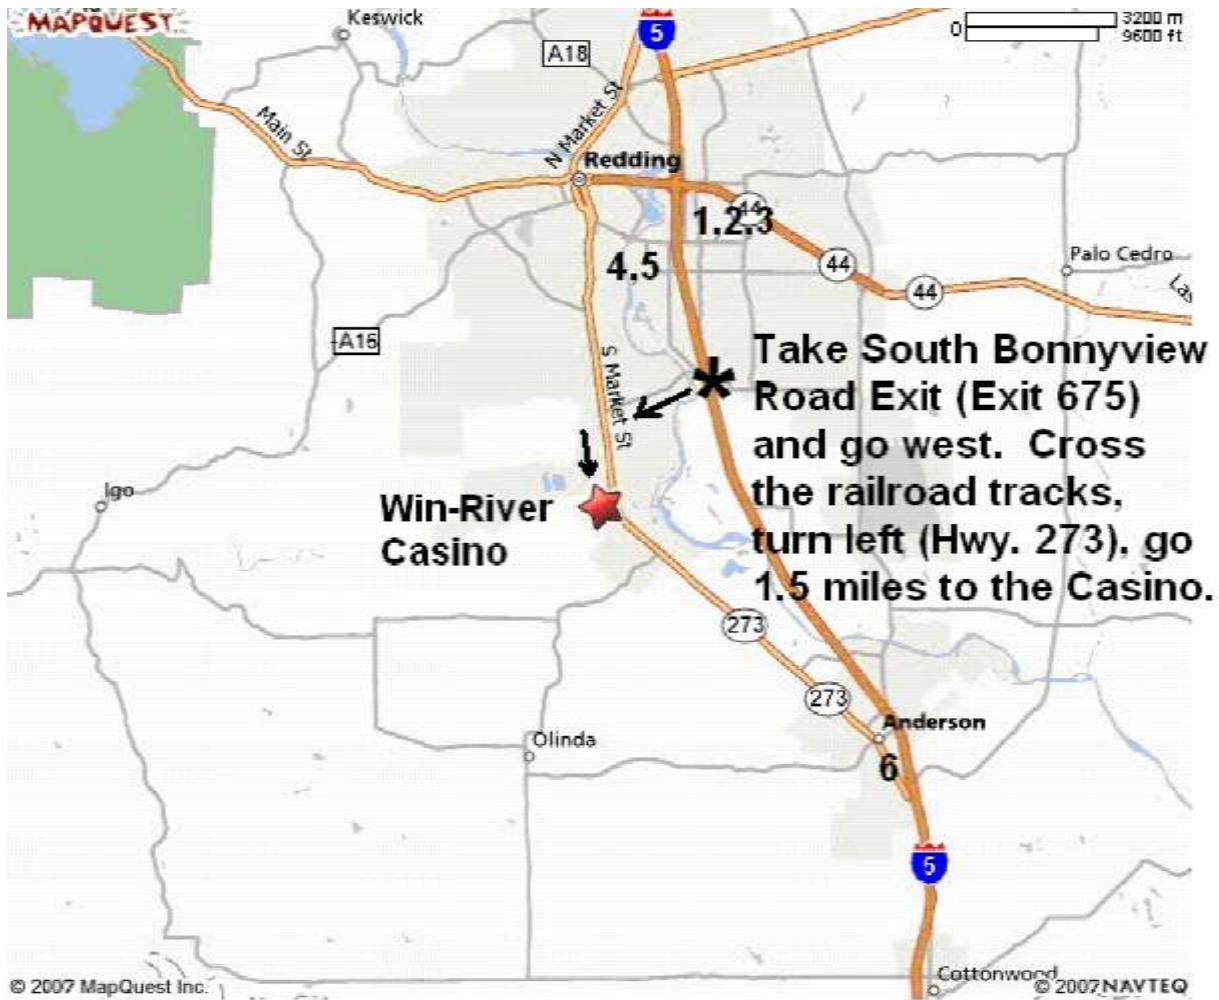 MAPQUEST
Keswick
5
A18
0
3200 m
9600 ft
Main St
N Market St
Redding
44
1,2,3
4,5
44
44
Palo Cedro
A16
S Market St
Take South Bonnyview
Road Exit (Exit 675)
and go west. Cross
the railroad tracks,
turn left (Hwy. 273), go
1.5 miles to the Casino.
Igo
Win-River
Casino
273
273
Anderson
Olinda
6
5
Cottonwood
© 2007 MapQuest Inc.
© 2007 NAVTEQ